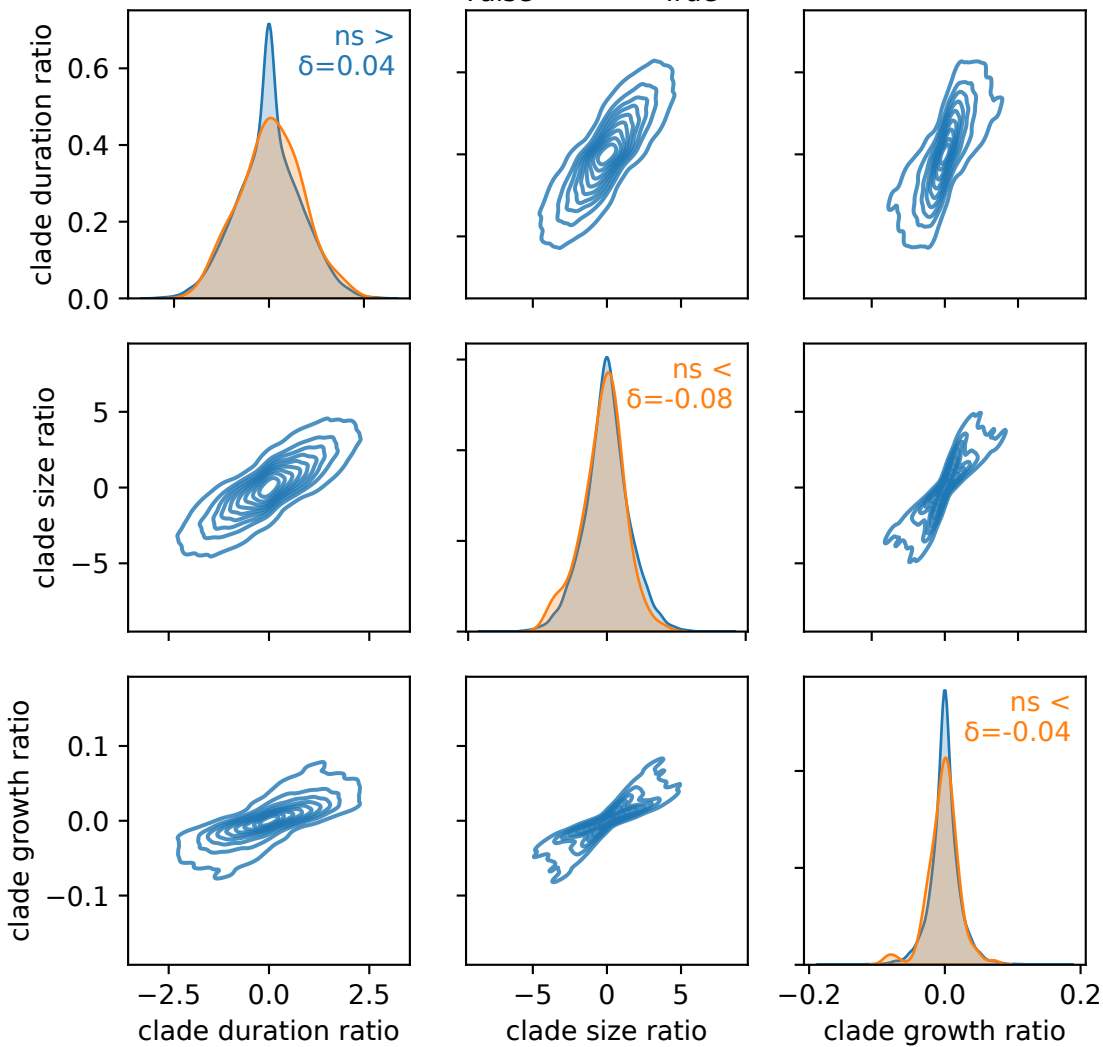 clade duration ratio
0.6
0.4
0.2
0.0
ns >
δ=0.04
clade size ratio
5
0
−5
ns <
δ=-0.08
clade growth ratio
0.1
0.0
−0.1
ns <
δ=-0.04
−2.5 0.0 2.5
clade duration ratio
−5 0 5
clade size ratio
−0.2 0.0 0.2
clade growth ratio